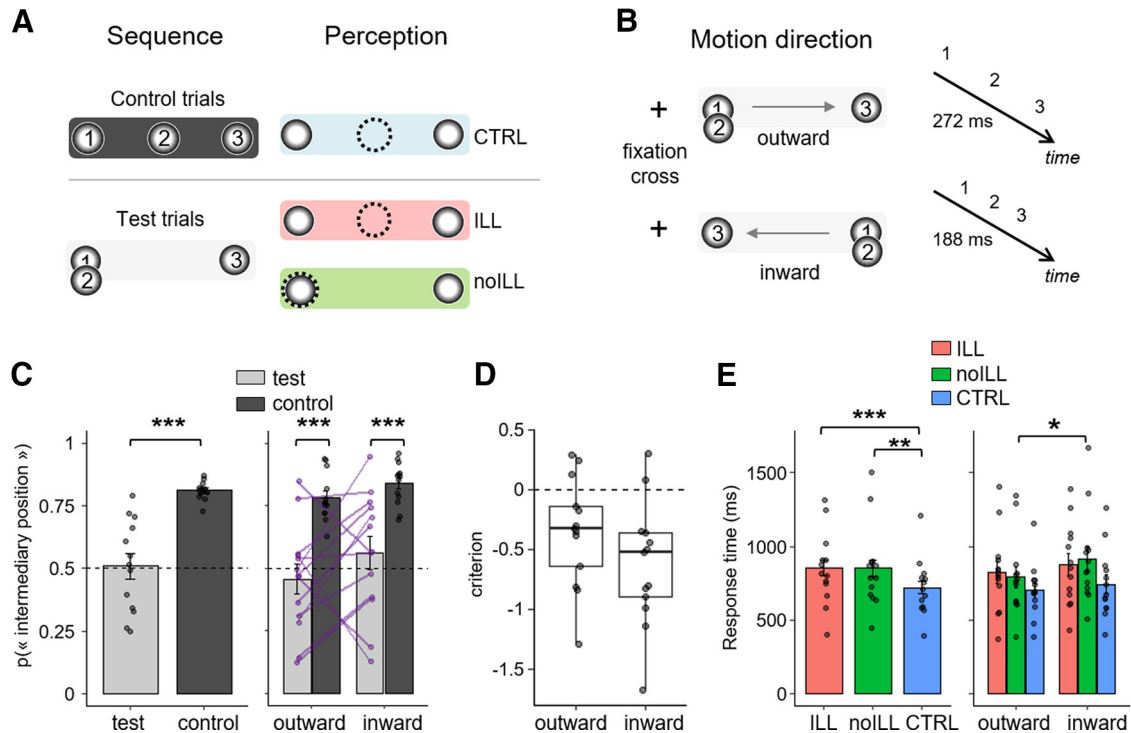 A
Sequence
Perception
Control trials
1 2 3
CTRL
Test trials
1
2
3
ILL
noILL
B
Motion direction
+
fixation
cross
+
1
2
3
outward
3
1
2
inward
1
2
3
272 ms
time
1
2
3
188 ms
time
C
test
control
p(« intermediary position »)
1
0.75
0.5
0.25
0
***
*** ***
test control
outward inward
D
criterion
0.5
0
-0.5
-1
-1.5
outward inward
E
ILL
noILL
CTRL
Response time (ms)
1500
1000
500
0
***
**
*
ILL noILL CTRL
outward inward